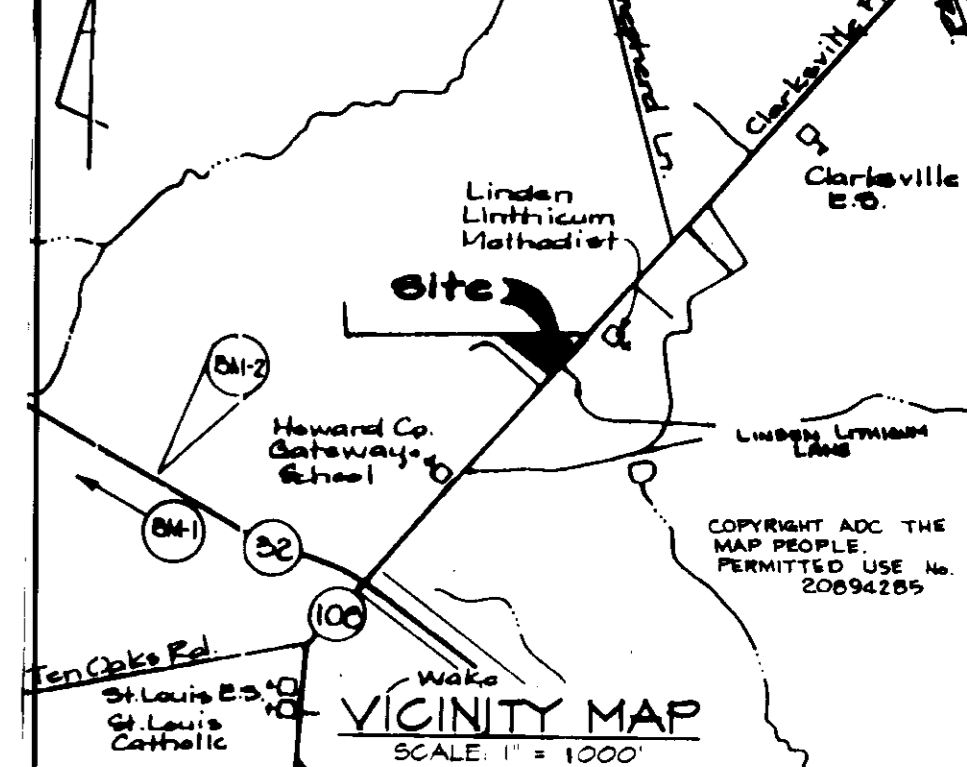 Clarksville
Clarksville
E.S.
Linden
Linthicum
Methodist
Site
BM-2
Howard Co.
Gateway
School
LINDEN LITHIUM
LANE
BM-1
32
COPYRIGHT ADC THE
MAP PEOPLE.
PERMITTED USE No.
20894285
108
Ten Oaks Rd.
Wake
St. Louis E.S.
St. Louis
Catholic
VICINITY MAP
SCALE: 1" = 1000'